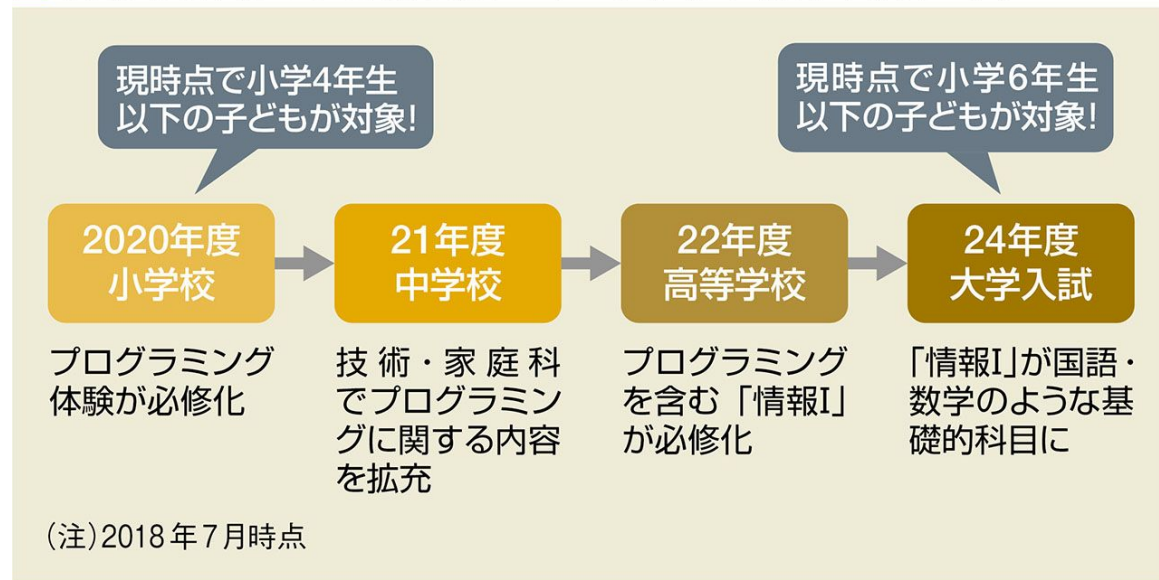 現時点で小学4年生
以下の子どもが対象!
現時点で小学6年生
以下の子どもが対象!
2020年度
小学校
21年度
中学校
22年度
高等学校
24年度
大学入試
プログラミング
体験が必修化
技術・家庭科
でプログラミン
グに関する内容
を拡充
プログラミング
を含む「情報I」
が必修化
「情報I」が国語・
数学のような基
礎的科目に
(注)2018年7月時点